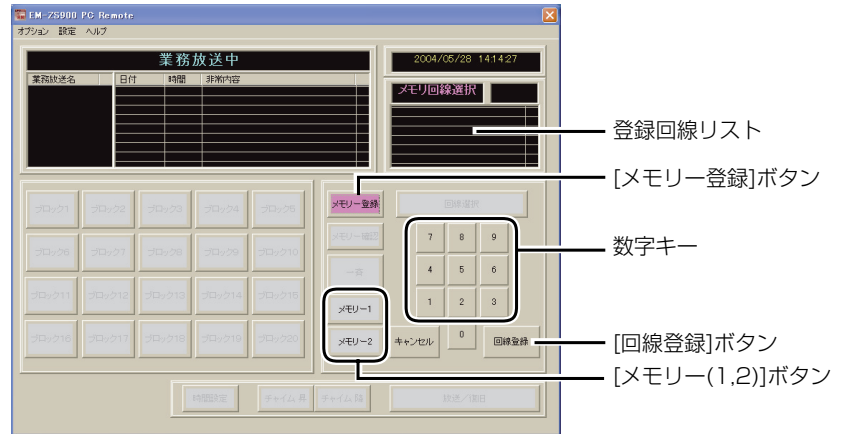 EM-ZS900 PC Remote
オプション 設定 ヘルプ
業務放送中
2004/05/28 14:14:27
業務放送名 日付 時間 非常内容
メモリ回線選択
登録回線リスト
[メモリー登録]ボタン
メモリー登録 回線選択
ブロック1 ブロック2 ブロック3 ブロック4 ブロック5
メモリー確認 7 8 9
数字キー
ブロック6 ブロック7 ブロック8 ブロック9 ブロック10
一斉 4 5 6
ブロック11 ブロック12 ブロック13 ブロック14 ブロック15
メモリー1 1 2 3
ブロック16 ブロック17 ブロック18 ブロック19 ブロック20
メモリー2 キャンセル 0 回線登録
[回線登録]ボタン
[メモリー(1,2)]ボタン
時間設定 チャイム 昇 チャイム 降 放送/復旧